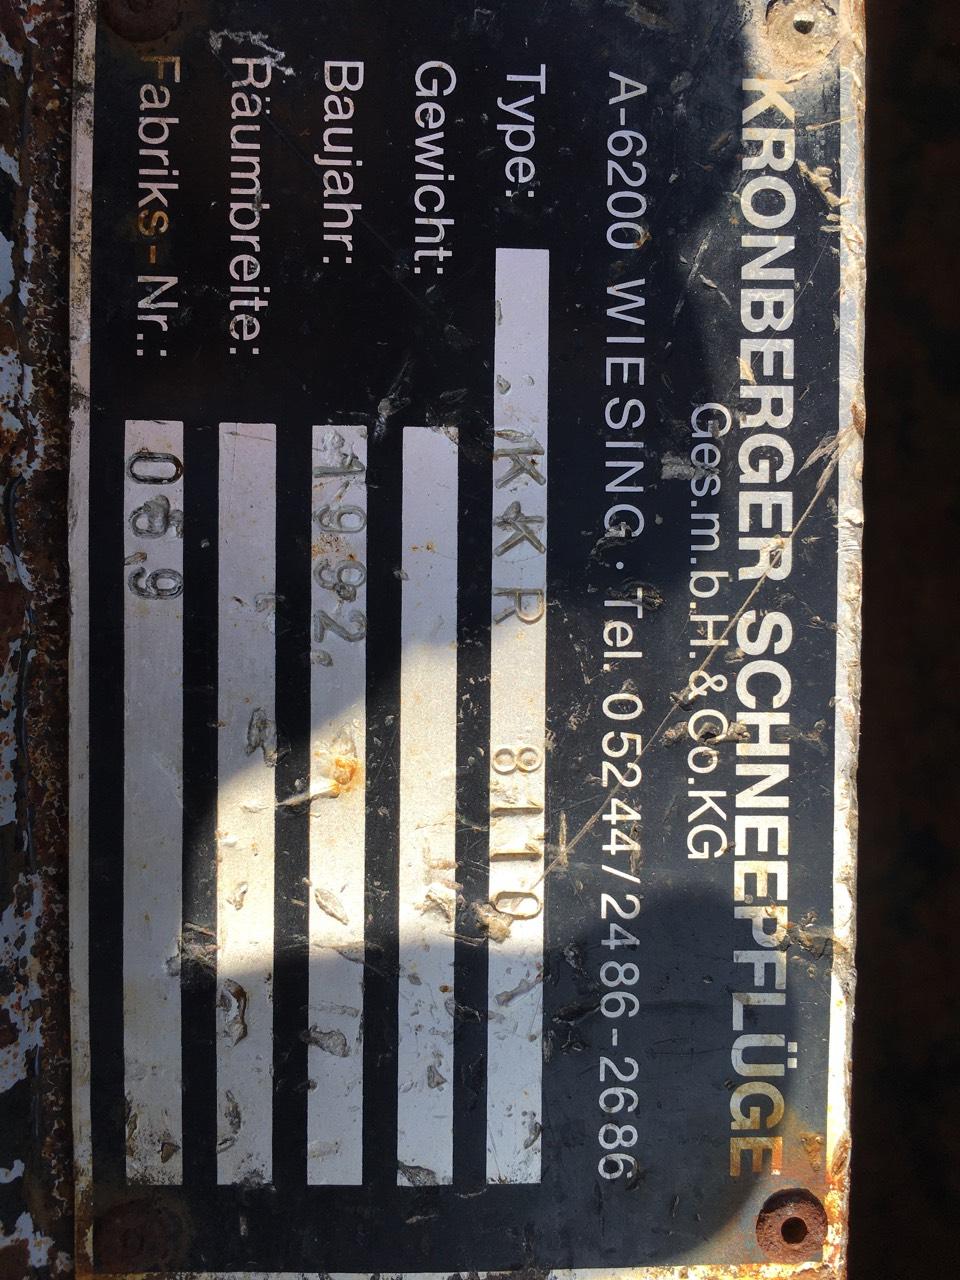 KRONBERGER SCHNEEPFLÜGE
Ges.m.b.H.&Co.KG
A-6200 WIESING. Tel. 05244/2486-2686
Type: KKR 8110
Gewicht:
Baujahr: 1992
Räumbreite:
Fabriks-Nr.: